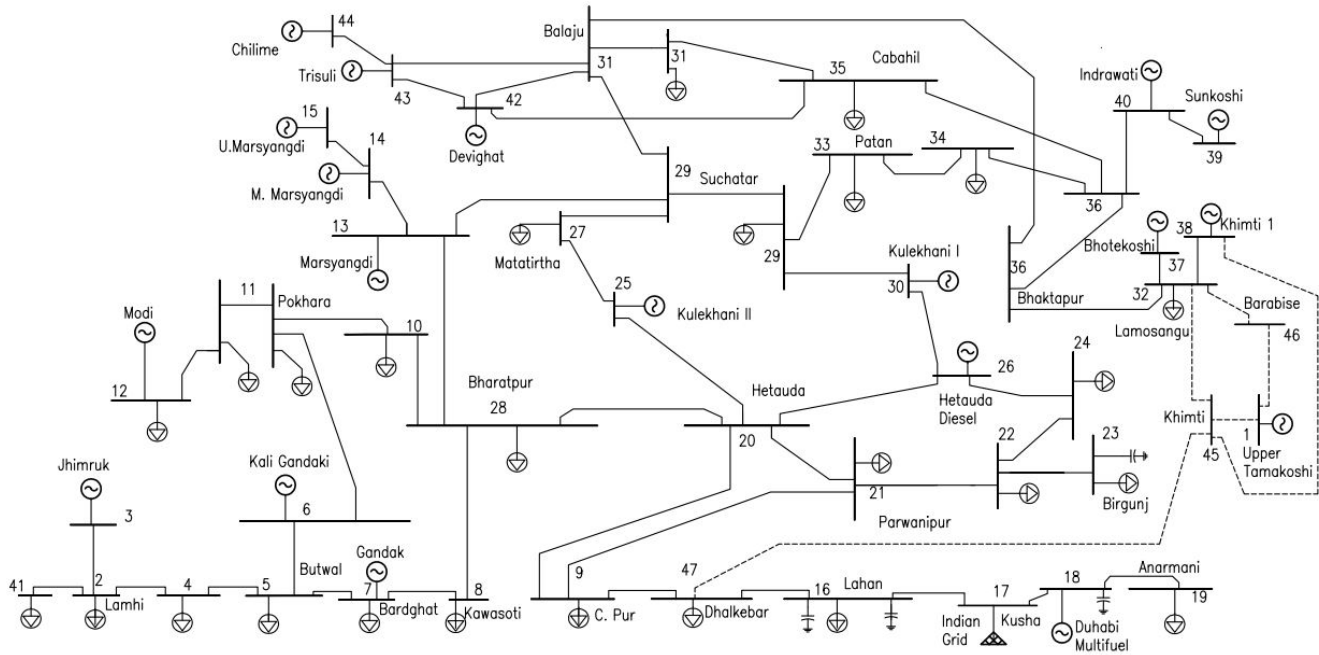 44
Chilime
Balaju
31
31
35
Cabahil
Indrawati
40
Sunkoshi
39
Trisuli
43
42
Devighat
15
U.Marsyangdi
14
M. Marsyangdi
33
Patan
34
29
Suchatar
36
13
Marsyangdi
27
Matatirtha
29
Kulekhani I
30
38
Khimti 1
Bhotekoshi
37
36
Bhaktapur
32
Lamosangu
Barabise
46
25
Kulekhani II
11
Pokhara
Modi
10
12
Bharatpur
28
Hetauda
20
26
Hetauda
Diesel
24
Khimti
45
1
Upper
Tamakoshi
22
23
Birgunj
21
Parwanipur
Jhimruk
3
Kali Gandaki
6
Butwal
Gandak
41
2
Lamhi
4
5
7
Bardghat
8
Kawasoti
9
C. Pur
47
Dhalkebar
Lahan
16
17
Indian
Grid
Kusha
18
Duhabi
Multifuel
Anarmani
19